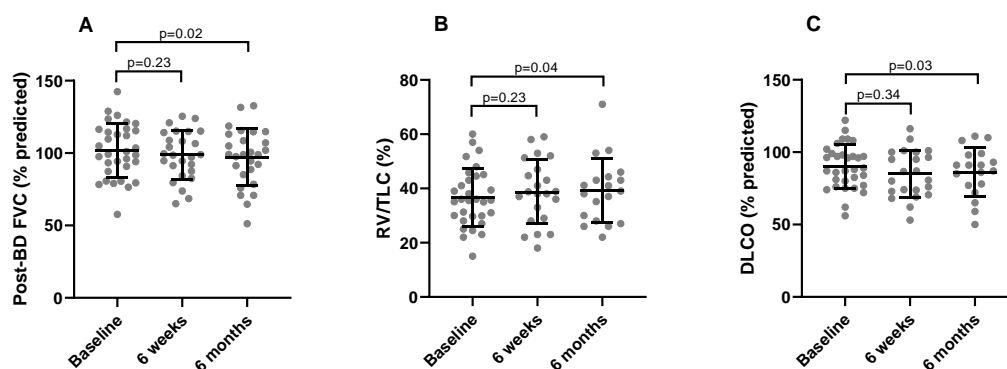 A
p=0.02
p=0.23
Post-BD FVC (% predicted)
150
100
50
0
Baseline
6 weeks
6 months
B
p=0.04
p=0.23
RV/TLC (%)
80
60
40
20
0
Baseline
6 weeks
6 months
C
p=0.03
p=0.34
DLCO (% predicted)
150
100
50
0
Baseline
6 weeks
6 months